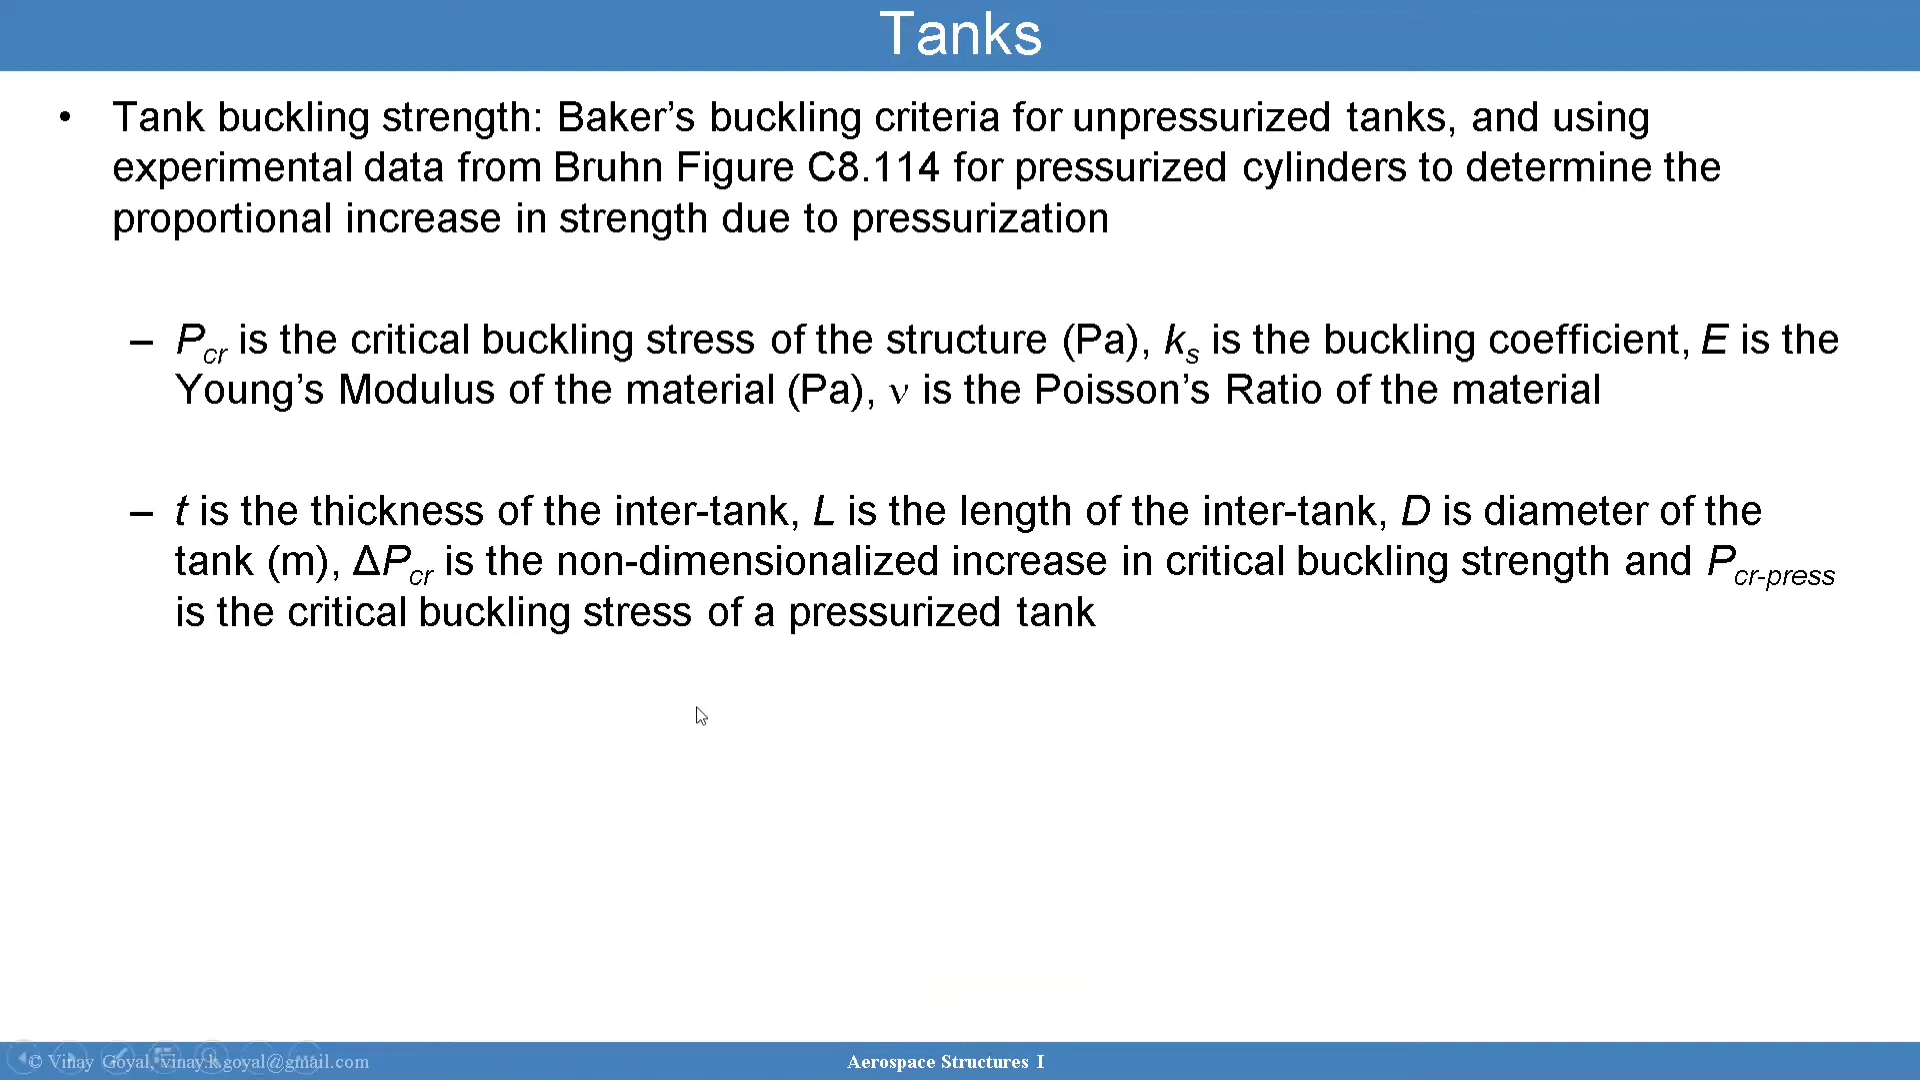 Tanks
• Tank buckling strength: Baker’s buckling criteria for unpressurized tanks, and using
experimental data from Bruhn Figure C8.114 for pressurized cylinders to determine the
proportional increase in strength due to pressurization
– Pcr is the critical buckling stress of the structure (Pa), ks is the buckling coefficient, E is the
Young’s Modulus of the material (Pa), ν is the Poisson’s Ratio of the material
– t is the thickness of the inter-tank, L is the length of the inter-tank, D is diameter of the
tank (m), ΔPcr is the non-dimensionalized increase in critical buckling strength and Pcr-press
is the critical buckling stress of a pressurized tank
© Vinay Goyal, vinay.k.goyal@gmail.com
Aerospace Structures I